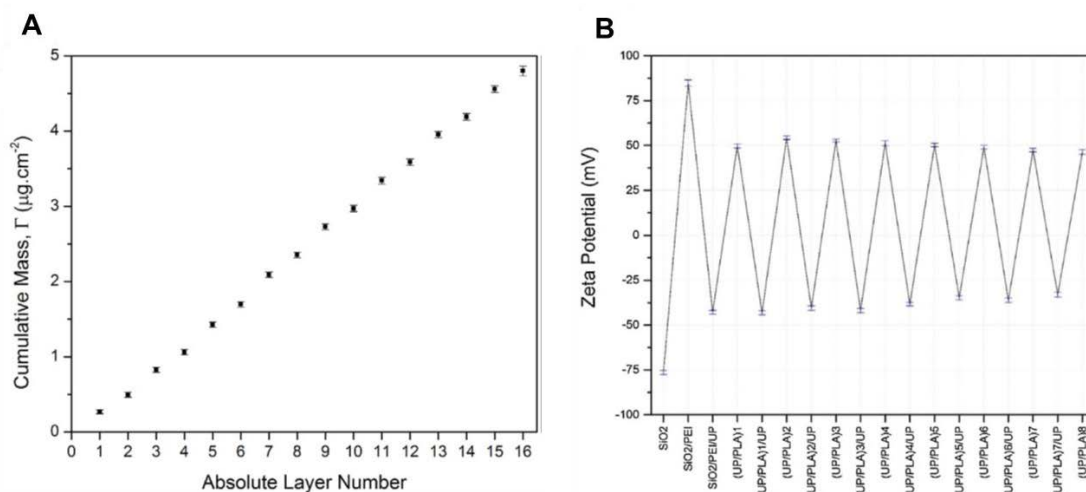 A
5
4
3
2
1
0
Cumulative Mass, Γ (μg.cm-2)
0 1 2 3 4 5 6 7 8 9 10 11 12 13 14 15 16
Absolute Layer Number
B
100
75
50
25
0
-25
-50
-75
-100
Zeta Potential (mV)
SiO2
SiO2/PEI
SiO2/PEI/UP
(UP/PLA)1
UP/PLA)1/UP
(UP/PLA)2
UP/PLA)2/UP
(UP/PLA)3
UP/PLA)3/UP
(UP/PLA)4
UP/PLA)4/UP
(UP/PLA)5
UP/PLA)5/UP
(UP/PLA)6
UP/PLA)6/UP
(UP/PLA)7
UP/PLA)7/UP
(UP/PLA)8